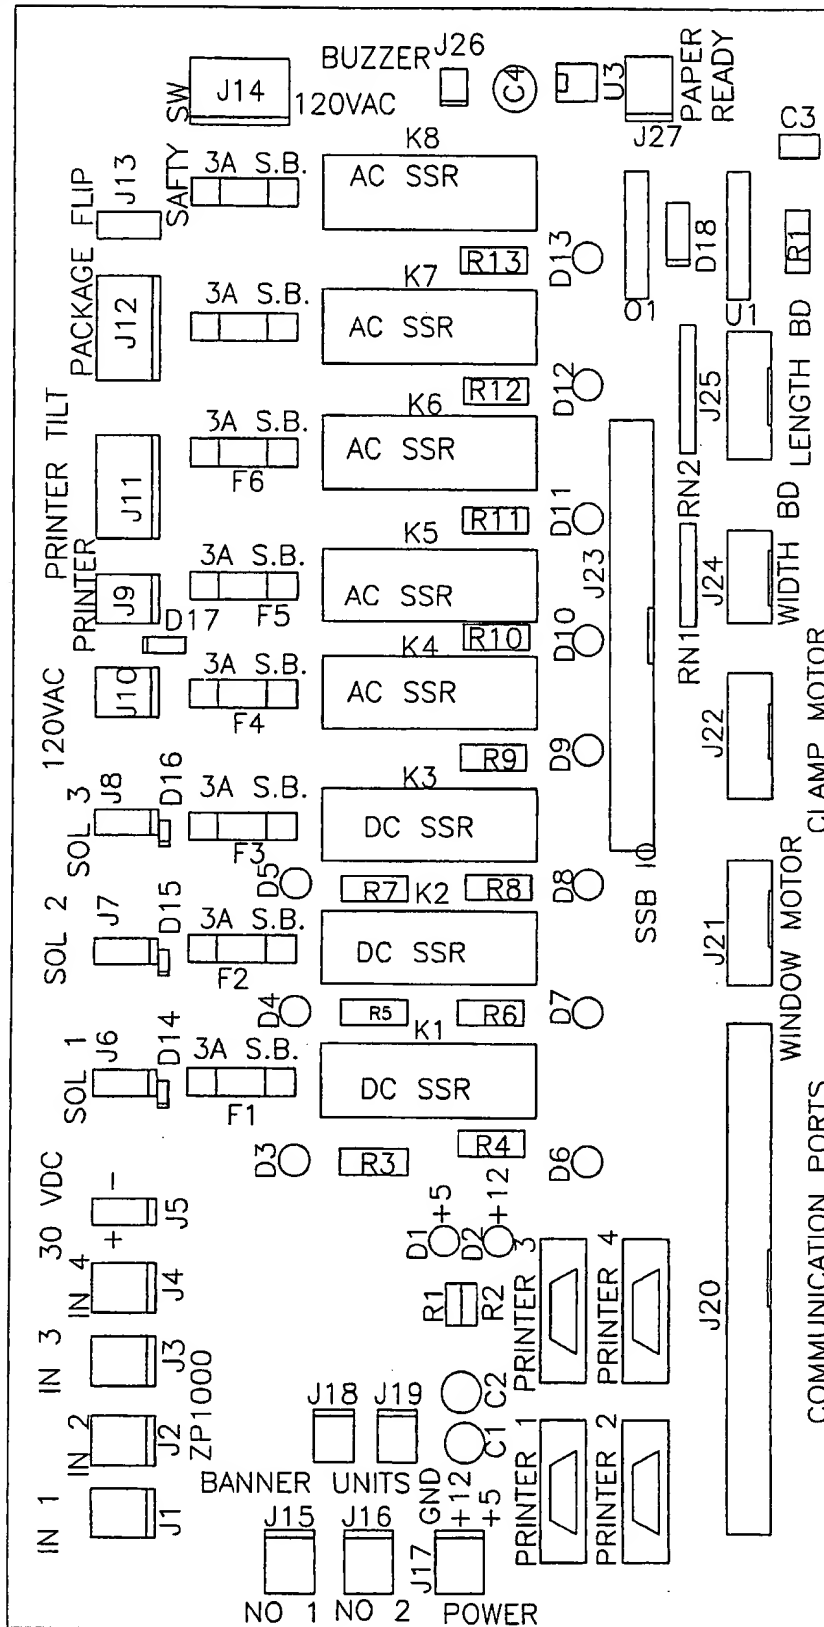 BUZZER
J26
SW
J14
120VAC
C4
U3
PAPER
READY
J27
C3
J13
SAFTY
3A S.B.
K8
AC SSR
R13
D13
D18
R1
O1
U1
PACKAGE FLIP
J12
3A S.B.
K7
AC SSR
R12
D12
J25
LENGTH BD
PRINTER TILT
J11
3A S.B.
F6
K6
AC SSR
R11
D11
J23
RN2
PRINTER
J9
D17
3A S.B.
F5
K5
AC SSR
R10
D10
RN1
J24
WIDTH BD
120VAC
J10
3A S.B.
F4
K4
AC SSR
R9
D9
J22
CLAMP MOTOR
SOL 3
J8
D16
3A S.B.
F3
K3
DC SSR
D5
R7
K2
R8
D8
SSB IO
SOL 2
J7
D15
3A S.B.
F2
DC SSR
J21
WINDOW MOTOR
D4
R5
K1
R6
D7
SOL 1
J6
D14
3A S.B.
F1
DC SSR
D3
R3
R4
D6
30 VDC
+ -
J5
D1
+5
D2
+12
IN 4
J4
R1
R2
PRINTER 3
PRINTER 4
J20
COMMUNICATION PORTS
IN 3
J3
ZP1000
IN 2
J2
J18
J19
C2
C1
PRINTER 1
PRINTER 2
BANNER UNITS
IN 1
J1
J15
J16
J17
GND
+12
+5
NO 1
NO 2
POWER